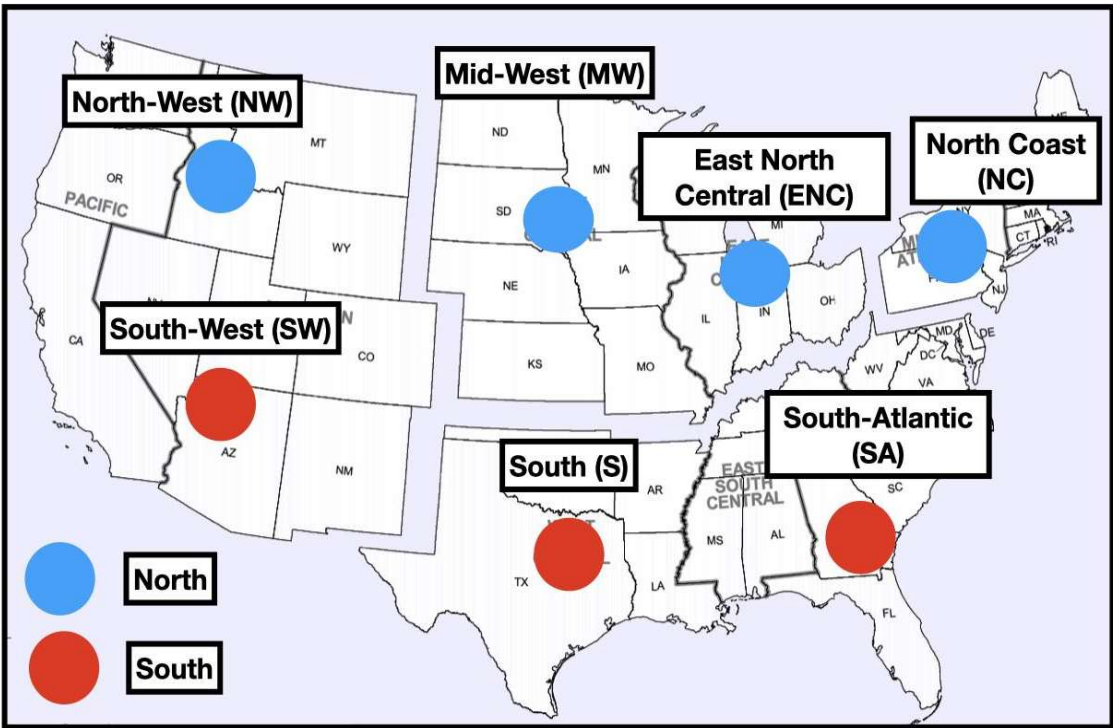 Mid-West (MW)
North-West (NW)
ND
MT
MN
East North
Central (ENC)
North Coast
(NC)
OR
PACIFIC
SD
WY
NY
MA
CT
RI
MI
IA
NE
OH
NJ
IL
IN
South-West (SW)
CA
CO
KS
MO
MD
DE
DC
WV
VA
South-Atlantic
(SA)
AZ
NM
South (S)
AR
EAST
SOUTH
CENTRAL
SC
MS
AL
TX
LA
FL
North
South